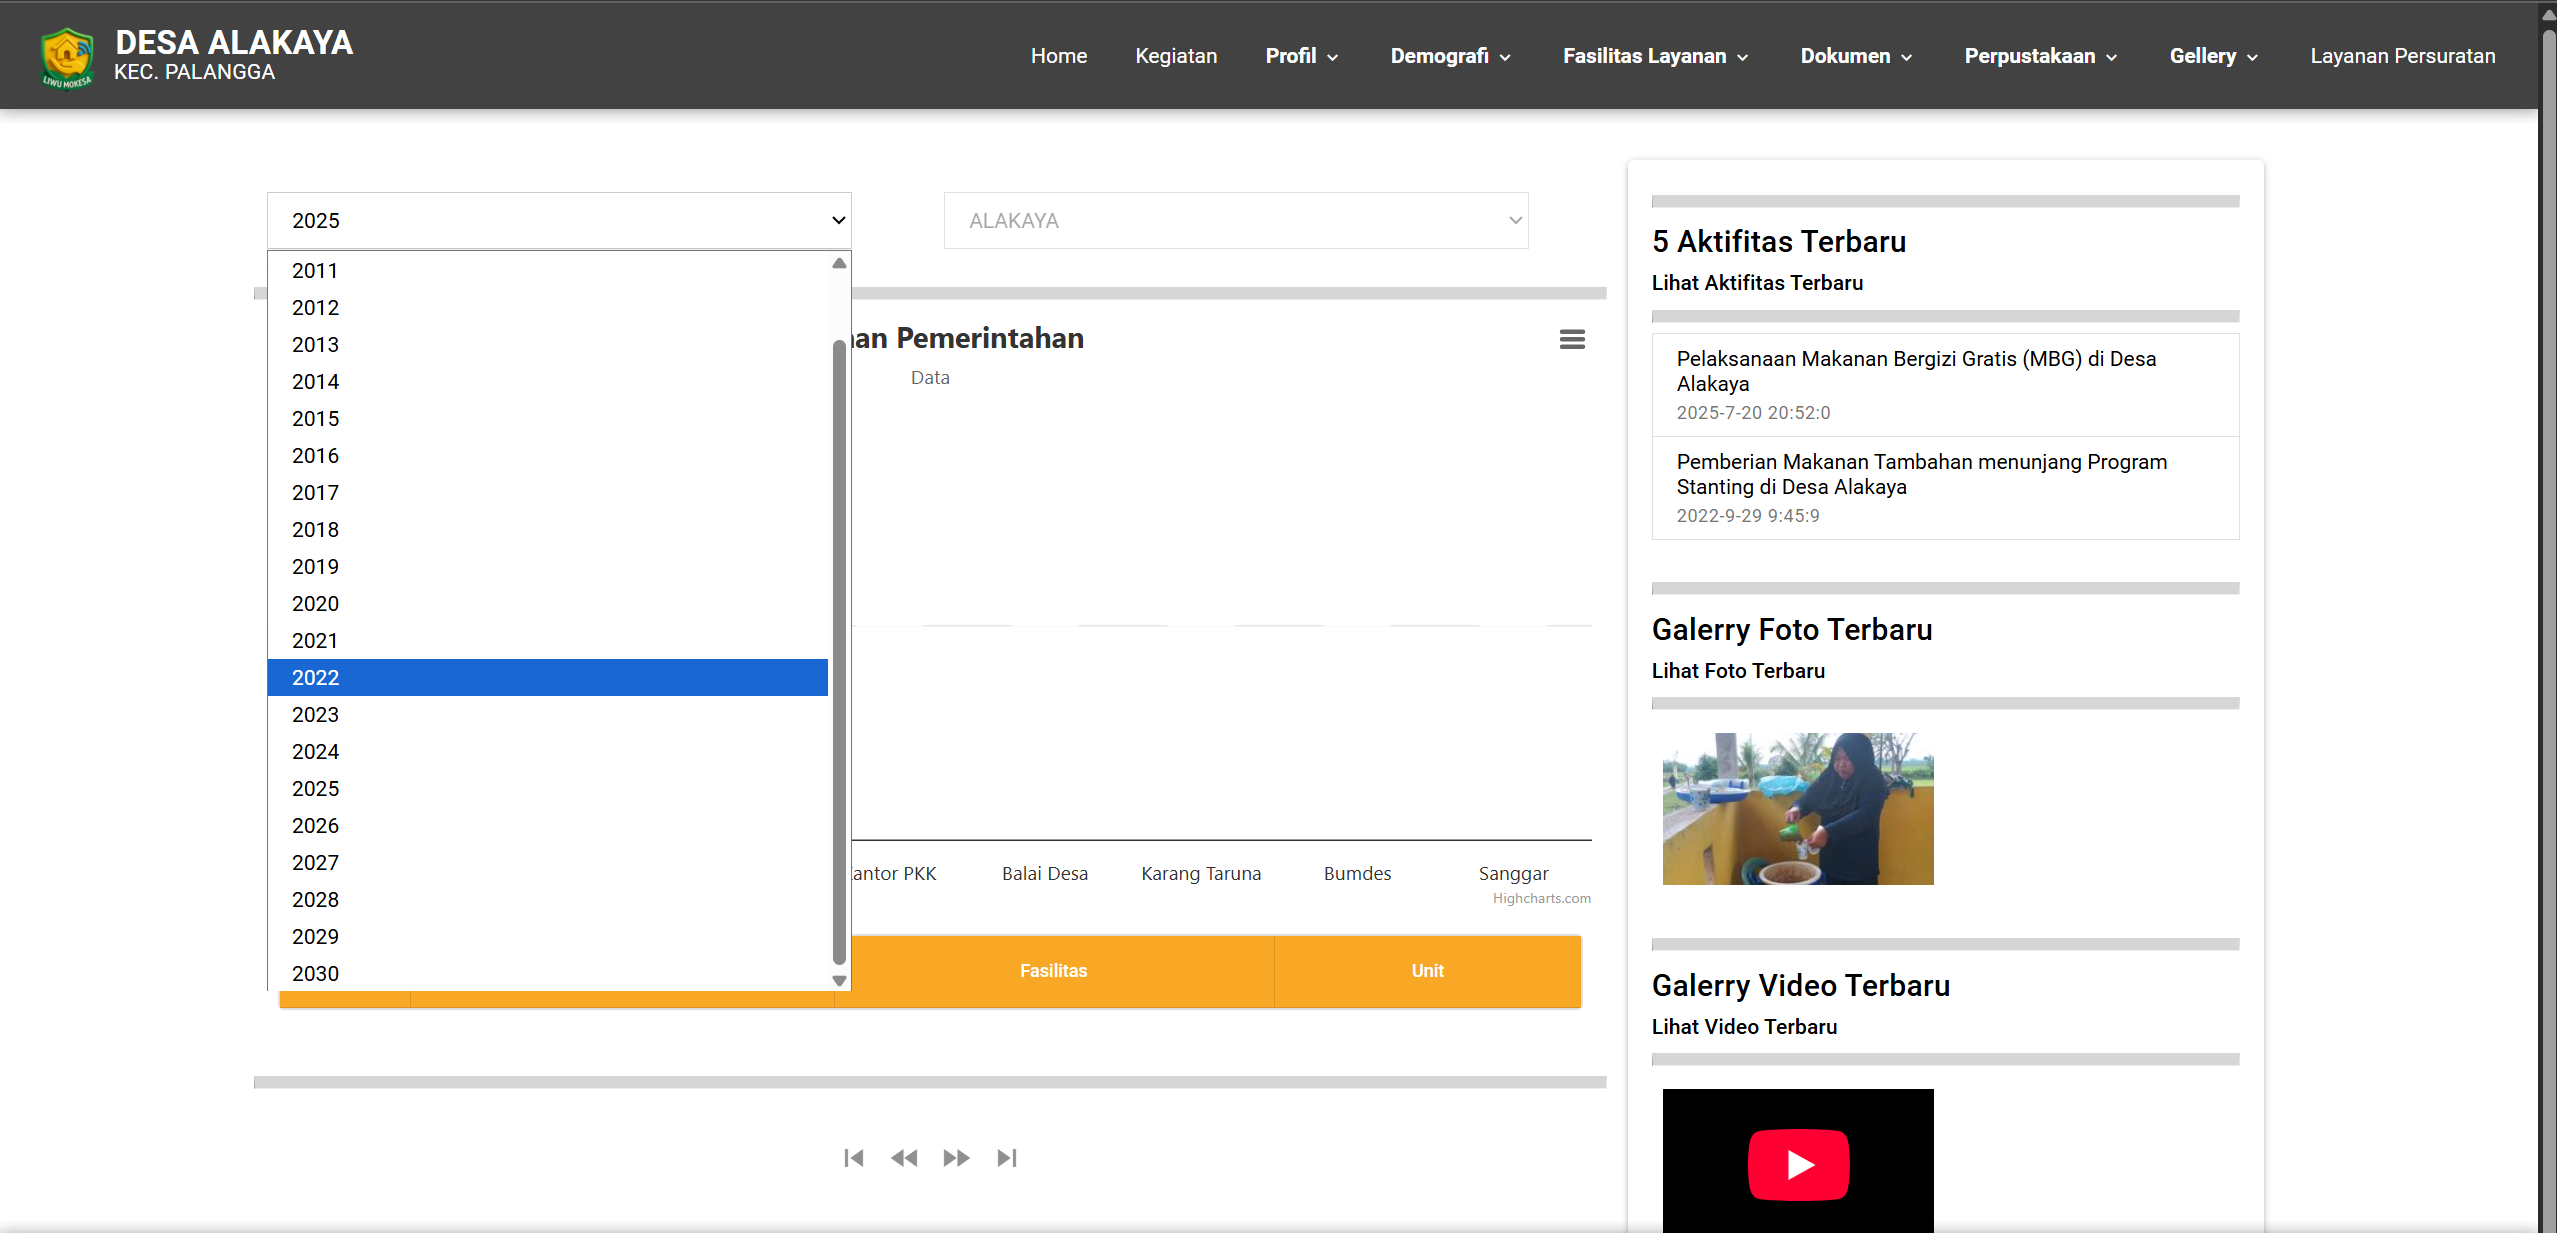 DESA ALAKAYA
KEC. PALANGGA
LIWU MOKESA
Home
Kegiatan
Profil
Demografi
Fasilitas Layanan
Dokumen
Perpustakaan
Gellery
Layanan Persuratan
2025
2011
2012
2013
2014
2015
2016
2017
2018
2019
2020
2021
2022
2023
2024
2025
2026
2027
2028
2029
2030
ALAKAYA
Pemerintahan
Data
PKK
Balai Desa
Karang Taruna
Bumdes
Sanggar
Highcharts.com
Fasilitas
Unit
5 Aktifitas Terbaru
Lihat Aktifitas Terbaru
Pelaksanaan Makanan Bergizi Gratis (MBG) di Desa
Alakaya
2025-7-20 20:52:0
Pemberian Makanan Tambahan menunjang Program
Stanting di Desa Alakaya
2022-9-29 9:45:9
Galerry Foto Terbaru
Lihat Foto Terbaru
Galerry Video Terbaru
Lihat Video Terbaru